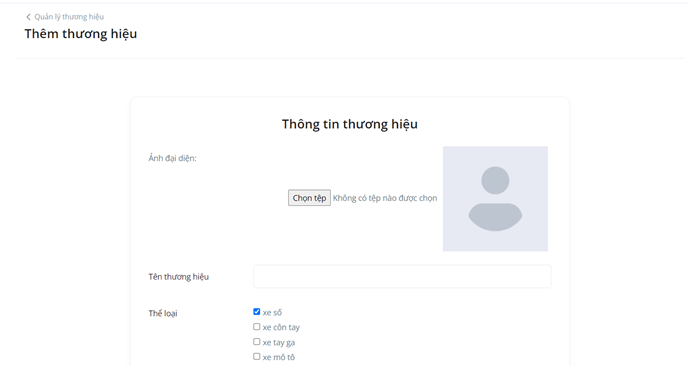 Quản lý thương hiệu
Thêm thương hiệu
Thông tin thương hiệu
Ảnh đại diện:
Chọn tệp Không có tệp nào được chọn
Tên thương hiệu
Thể loại
xe số
xe côn tay
xe tay ga
xe mô tô